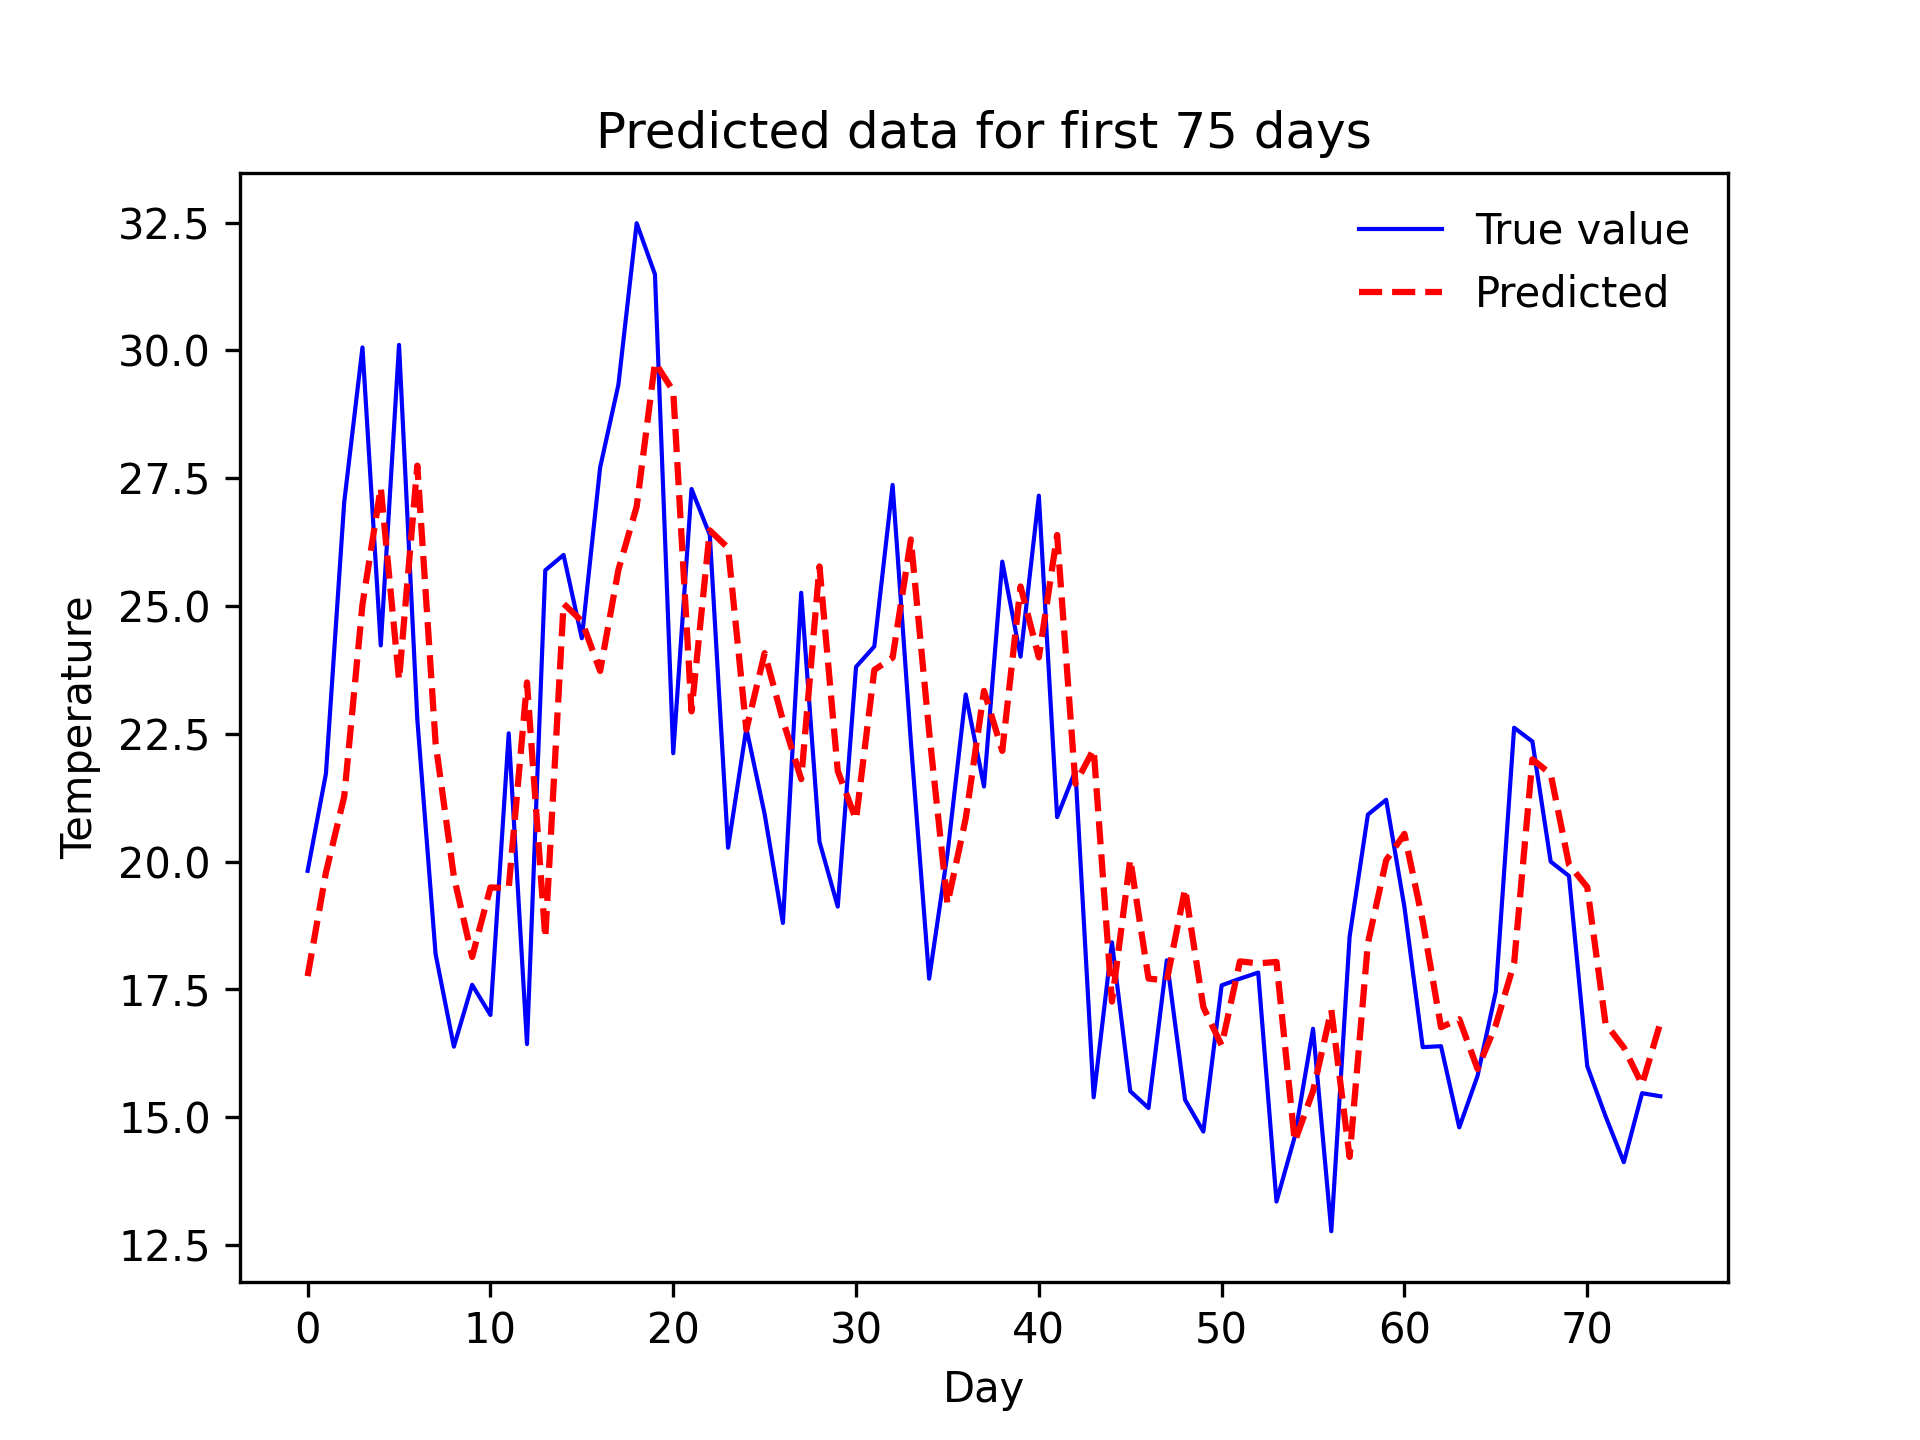 Predicted data for first 75 days
True value
Predicted
32.5
30.0
27.5
25.0
22.5
20.0
17.5
15.0
12.5
Temperature
0 10 20 30 40 50 60 70
Day